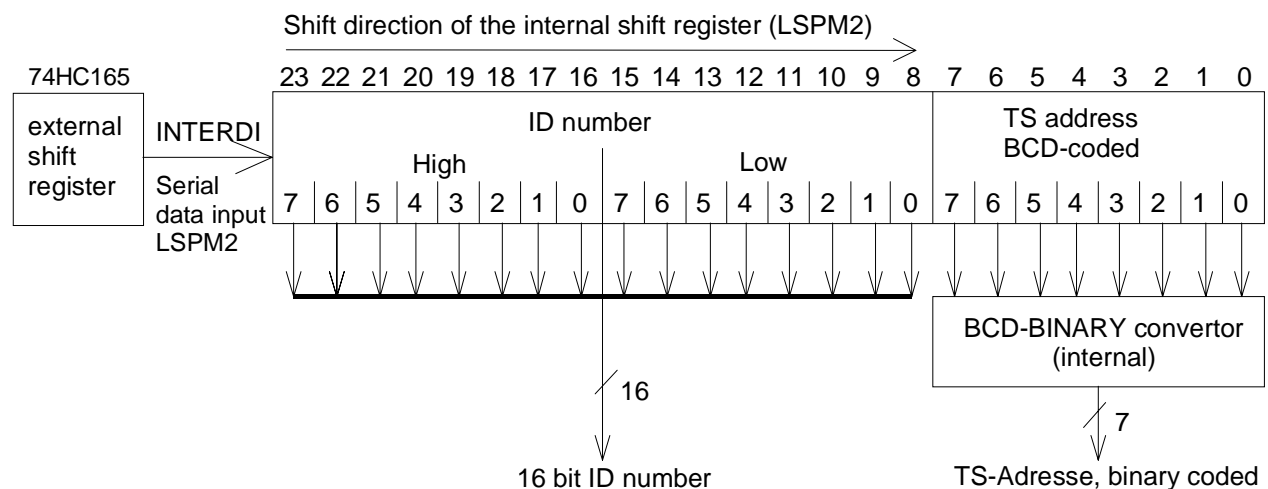 Shift direction of the internal shift register (LSPM2)
74HC165
23 22 21 20 19 18 17 16 15 14 13 12 11 10 9 8 7 6 5 4 3 2 1 0
external
shift
register
INTERDI
Serial
data input
LSPM2
ID number
High
Low
TS address
BCD-coded
7 6 5 4 3 2 1 0 7 6 5 4 3 2 1 0 7 6 5 4 3 2 1 0
BCD-BINARY convertor
(internal)
16
7
16 bit ID number
TS-Adresse, binary coded